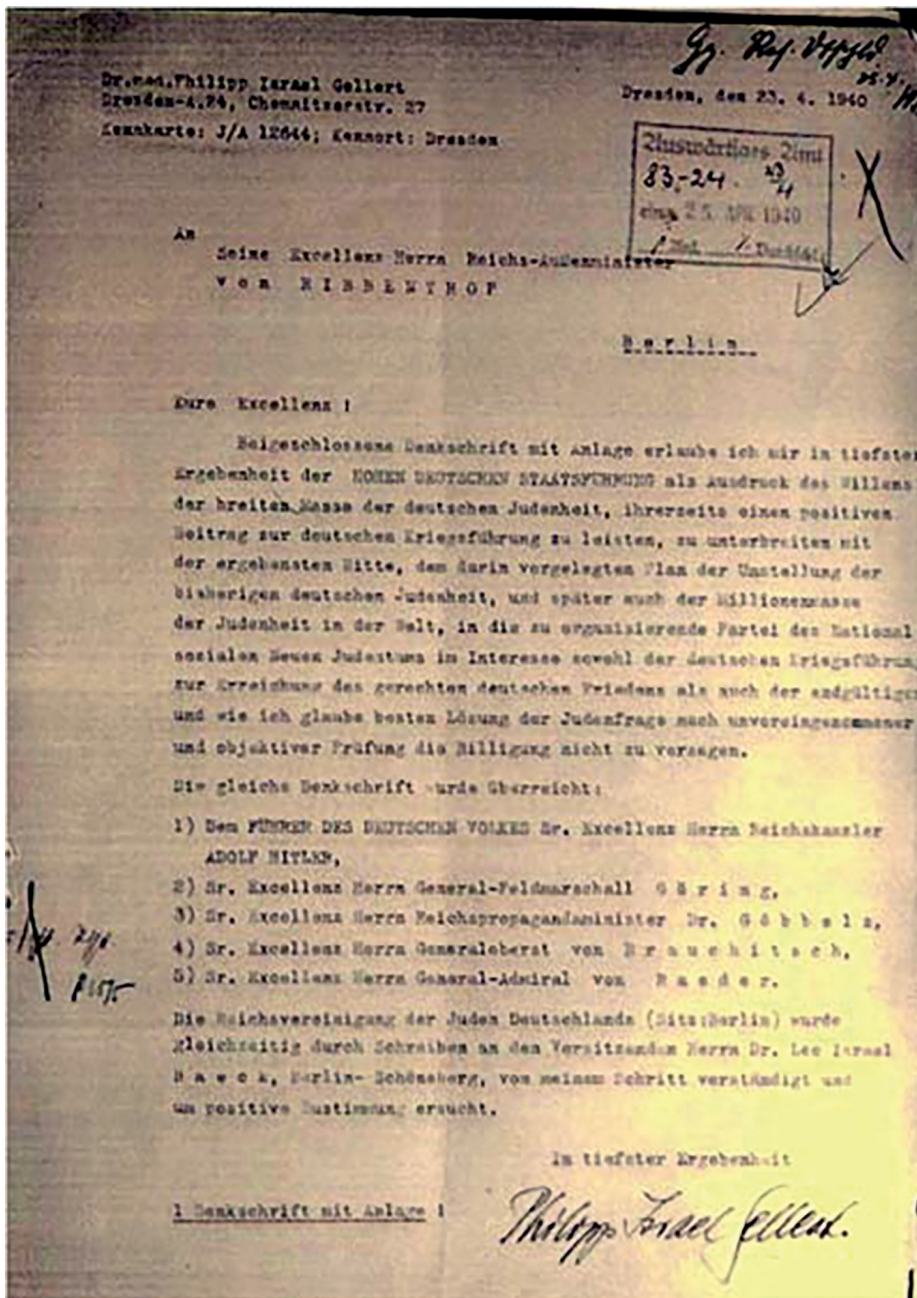 Dr.med.Philipp Israel Gellert
Dresden-A.24, Chemnitzerstr. 27
Kennkarte: J/A 12644; Kennort: Dresden
Dresden, den 23. 4. 1940
Auswärtiges Amt
83-24. 23/4
eing. 25. APR 1940
An
Seine Excellenz Herrn Reichs-Außenminister
von RIBBENTROP
Berlin
Eure Excellenz !
Beigeschlossene Denkschrift mit Anlage erlaube ich mir in tiefster
Ergebenheit der HOHEN DEUTSCHEN STAATSFÜHRUNG als Ausdruck des Willens
der breiten Masse der deutschen Judenheit, ihrerseits einen positiven
Beitrag zur deutschen Kriegsführung zu leisten, zu unterbreiten mit
der ergebensten Bitte, dem darin vorgelegten Plan der Umstellung der
bisherigen deutschen Judenheit, und später auch der Millionenmasse
der Judenheit in der Welt, in die zu organisierende Partei des National
sozialen Neuen Judentums im Interesse sowohl der deutschen Kriegsführung
zur Erreichung des gerechten deutschen Friedens als auch der endgültigen
und wie ich glaube besten Lösung der Judenfrage nach unvoreingenommener
und objektiver Prüfung die Billigung nicht zu versagen.
Die gleiche Denkschrift wurde überreicht:
1) Dem FÜHRER DES DEUTSCHEN VOLKES Sr. Excellenz Herrn Reichskanzler
ADOLF HITLER,
2) Sr. Excellenz Herrn General-Feldmarschall Göring,
3) Sr. Excellenz Herrn Reichspropagandaminister Dr. Göbbels,
4) Sr. Excellenz Herrn Generaloberst von Brauchitsch,
5) Sr. Excellenz Herrn General-Admiral von Raeder.
Die Reichsvereinigung der Juden Deutschlands (Sitz:Berlin) wurde
gleichzeitig durch Schreiben an den Vorsitzenden Herrn Dr. Leo Israel
Baeck, Berlin- Schöneberg, von meinem Schritt verständigt und
um positive Zustimmung ersucht.
In tiefster Ergebenheit
1 Denkschrift mit Anlage !
Philipp Israel Gellert.